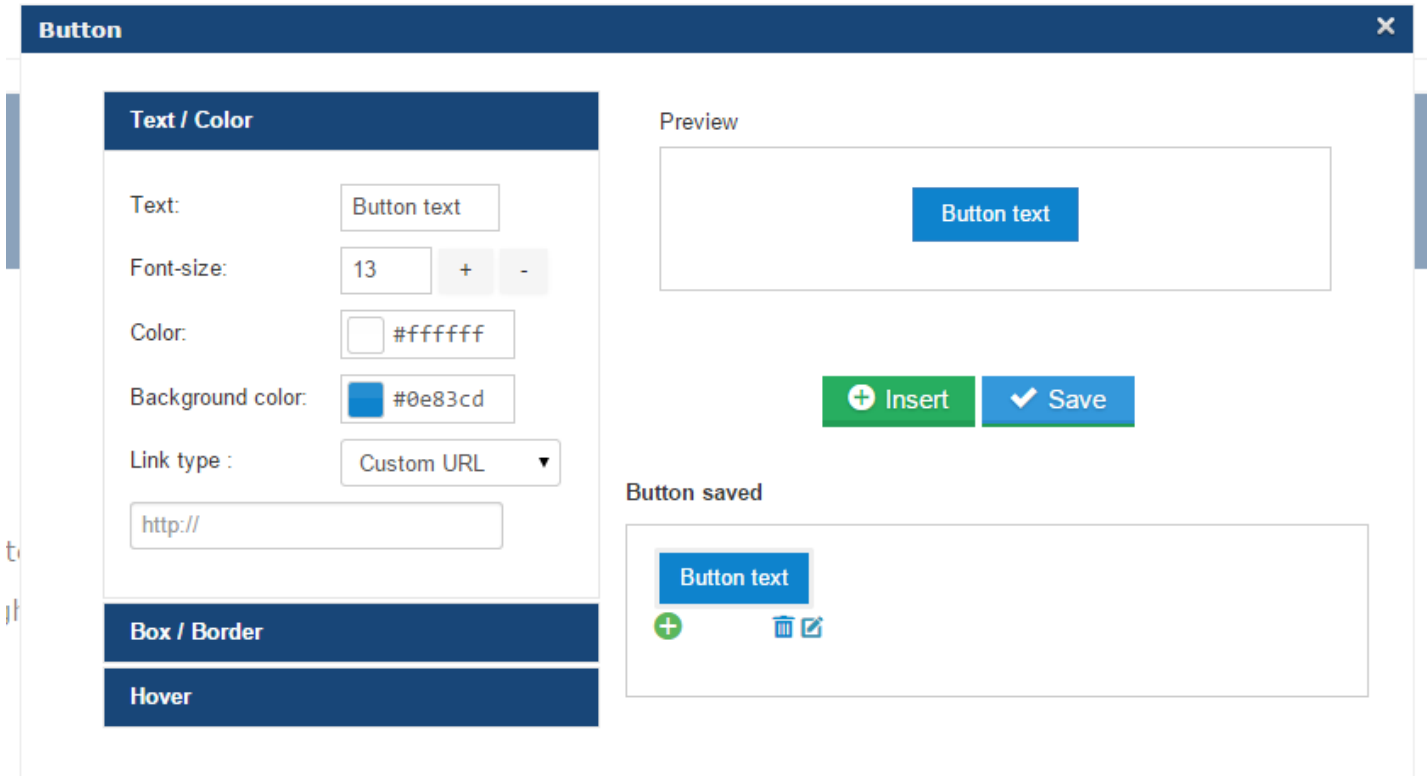 Button
Text / Color
Text: Button text
Font-size: 13 + -
Color: #ffffff
Background color: #0e83cd
Link type : Custom URL
http://
Box / Border
Hover
Preview
Button text
Insert Save
Button saved
Button text